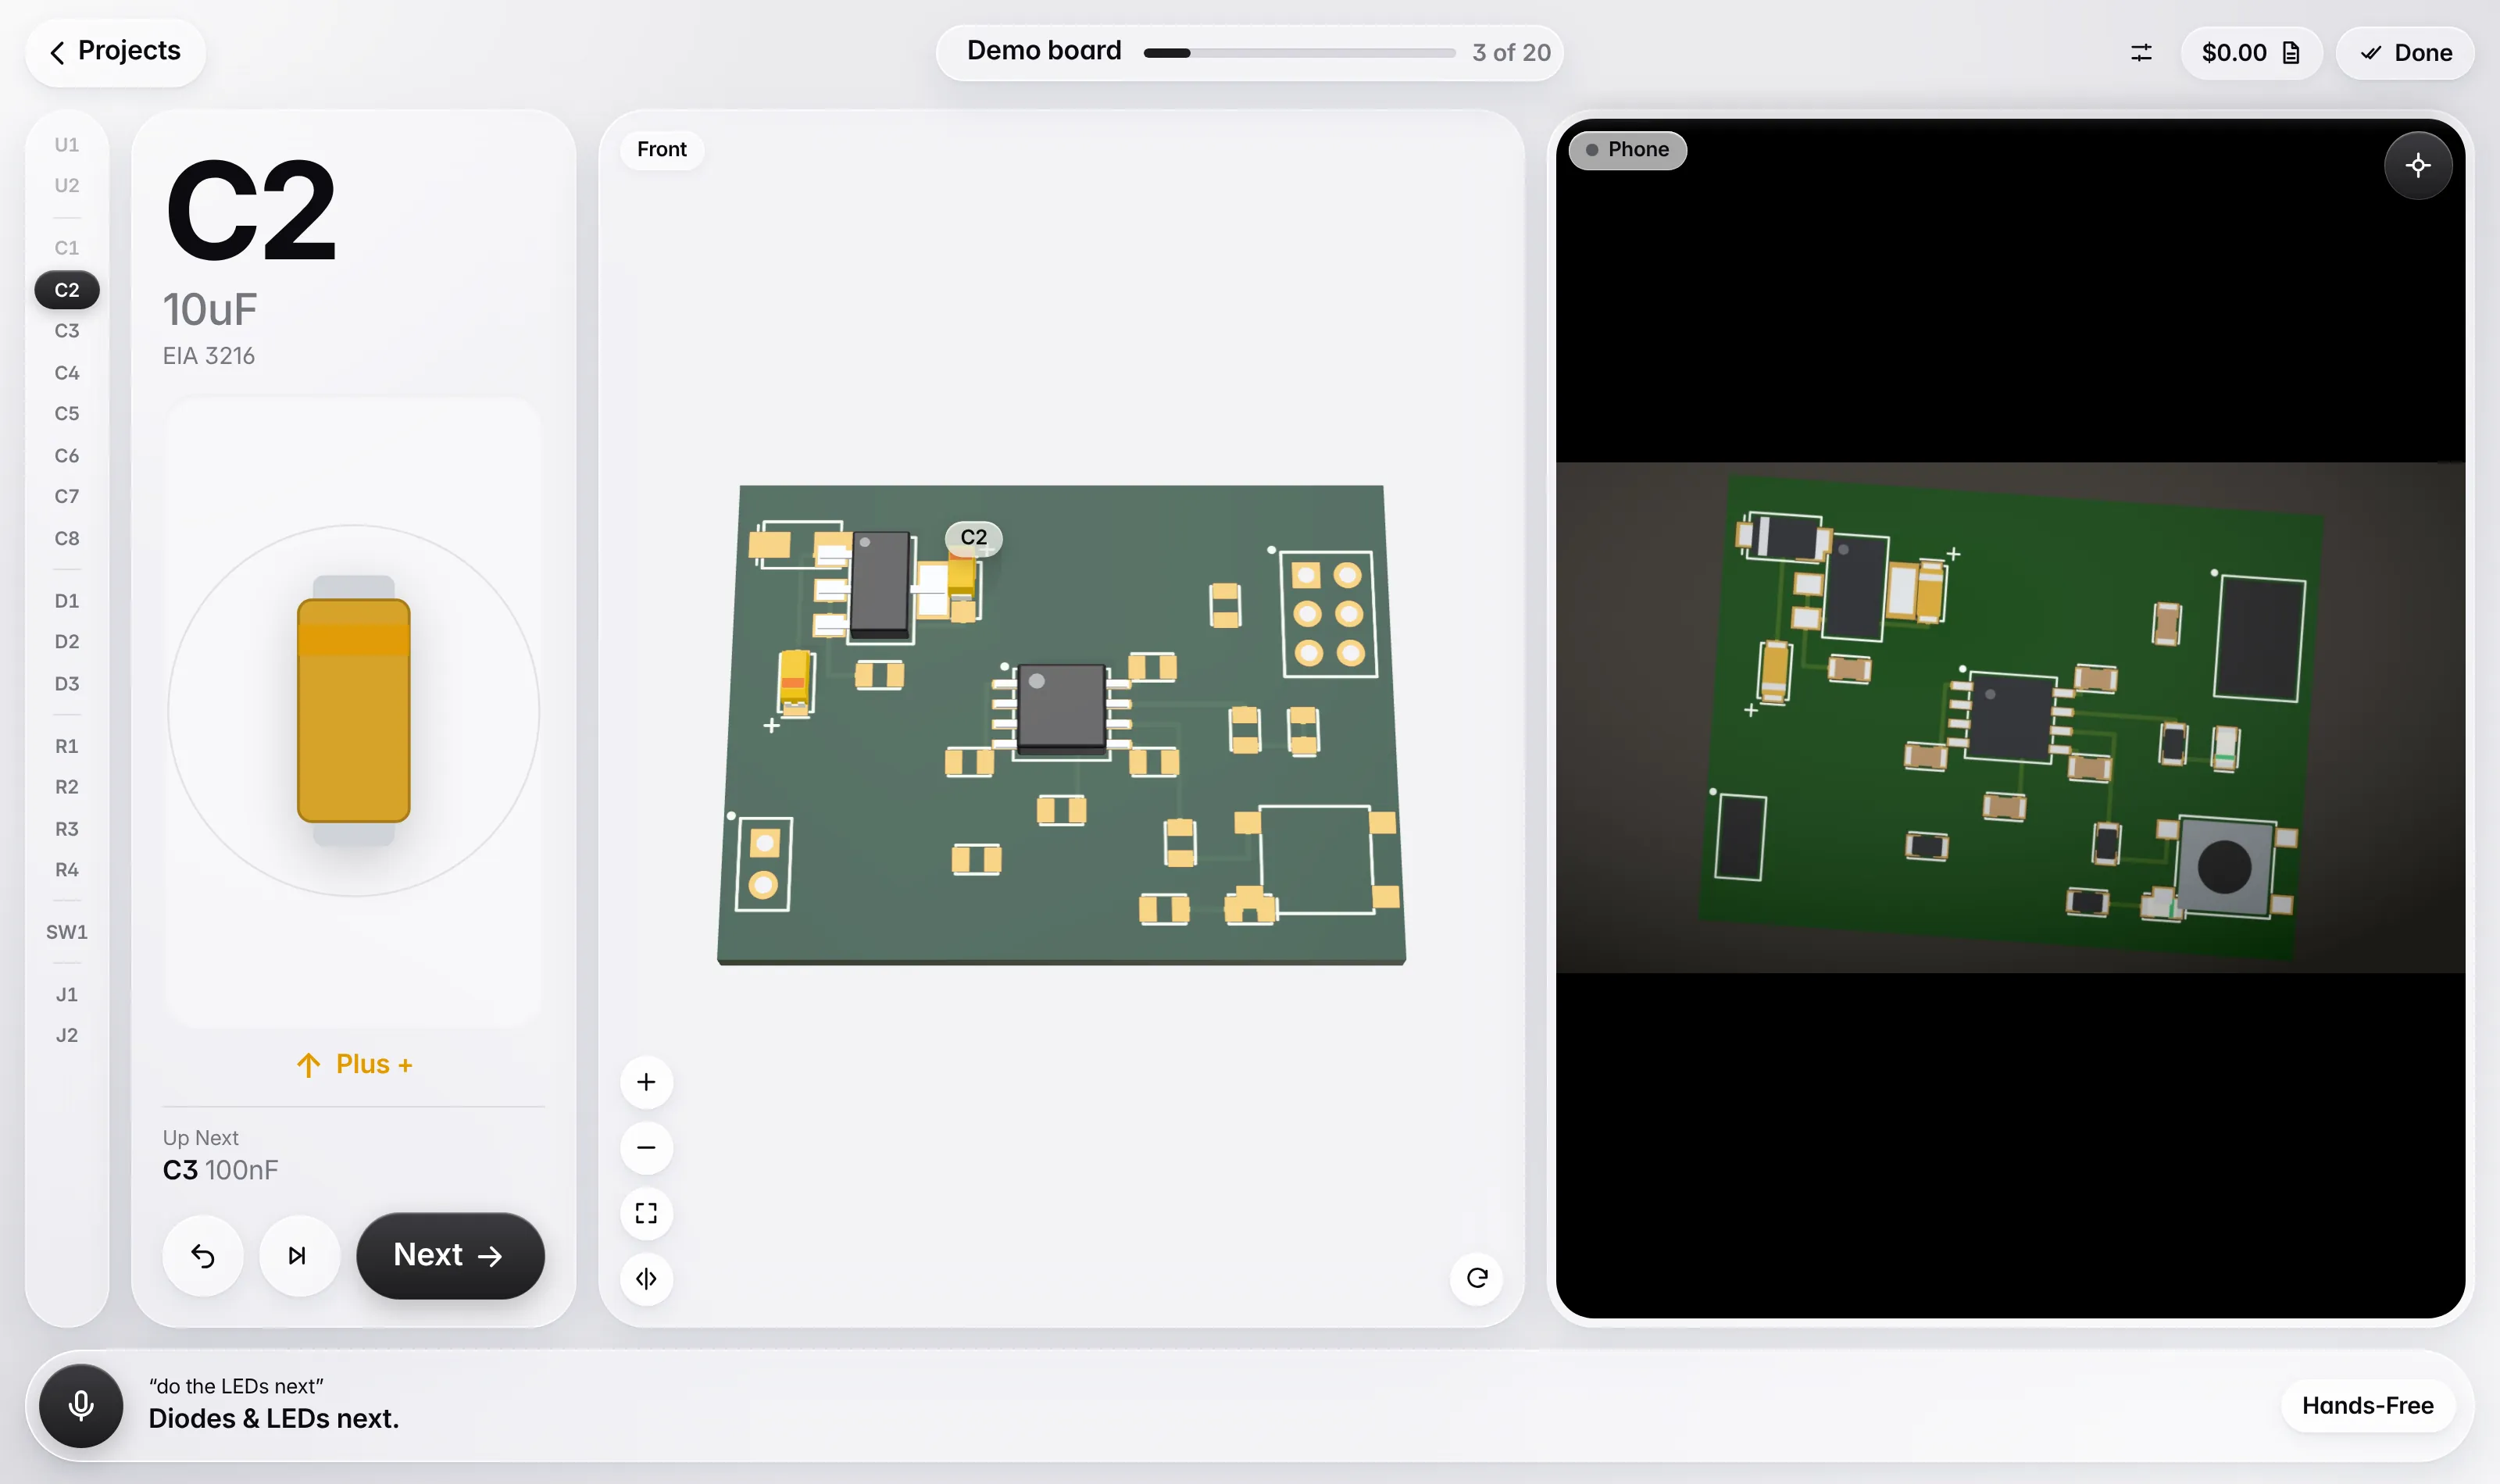 Projects
Demo board
3 of 20
$0.00
Done
U1
U2
C1
C2
C3
C4
C5
C6
C7
C8
D1
D2
D3
R1
R2
R3
R4
SW1
J1
J2
C2
10uF
EIA 3216
Plus +
Up Next
C3 100nF
Next
Front
C2
+
+
Phone
+
+
“do the LEDs next”
Diodes & LEDs next.
Hands-Free